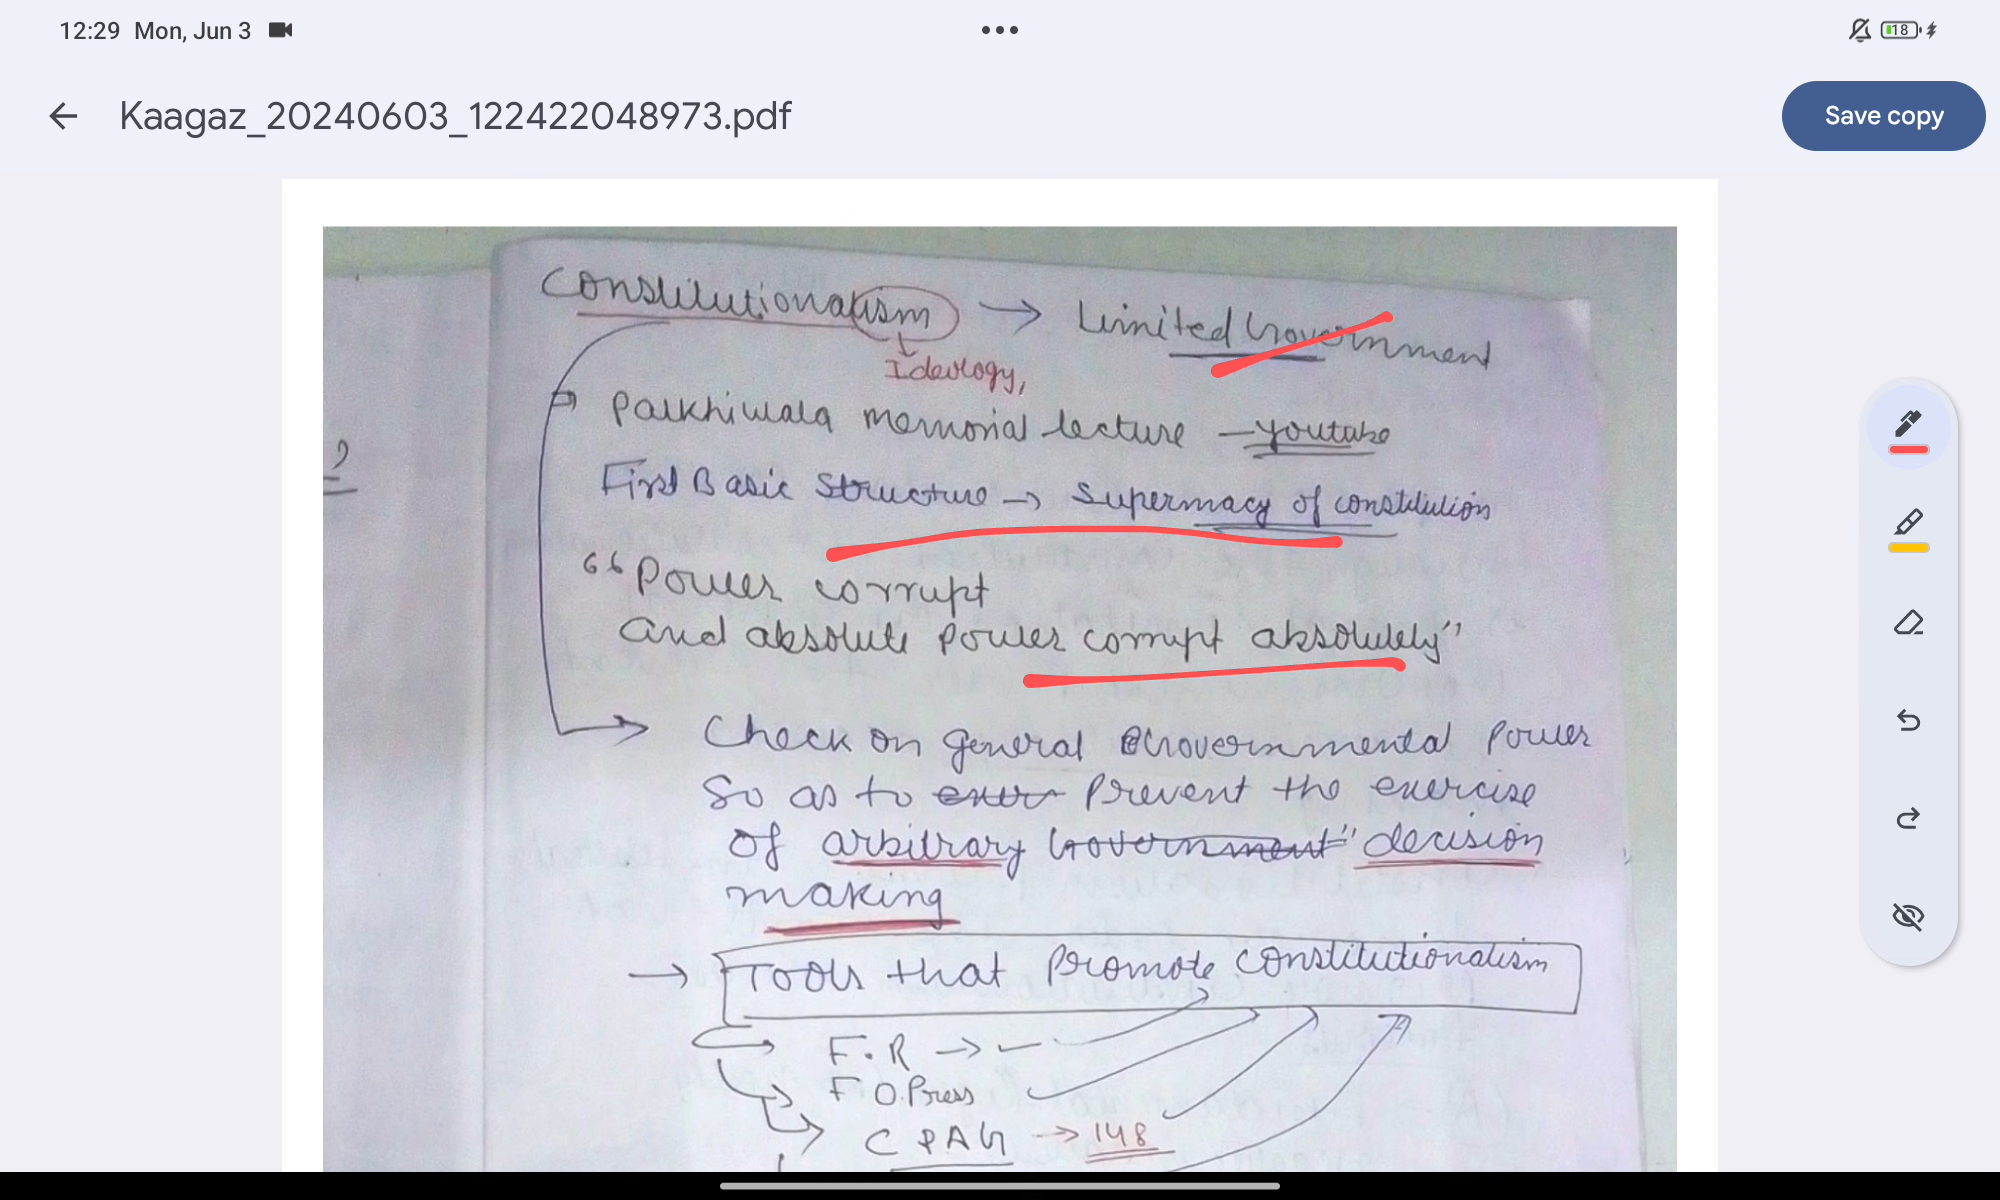 12:29 Mon, Jun 3
18
Kaagaz_20240603_122422048973.pdf
Save copy
Constitutionalism → Limited Government
Ideology,
Palkhiwala memorial lecture – youtube
First Basic Structure → Supermacy of constitution
“Power corrupt
and absolute power corrupt absolutely”
Check on general Governmental Power
So as to prevent the exercise
of arbitrary Government" decision
making
→ Tools that Promote constitutionalism
F.R →
F.O.Press
CPAG → 148